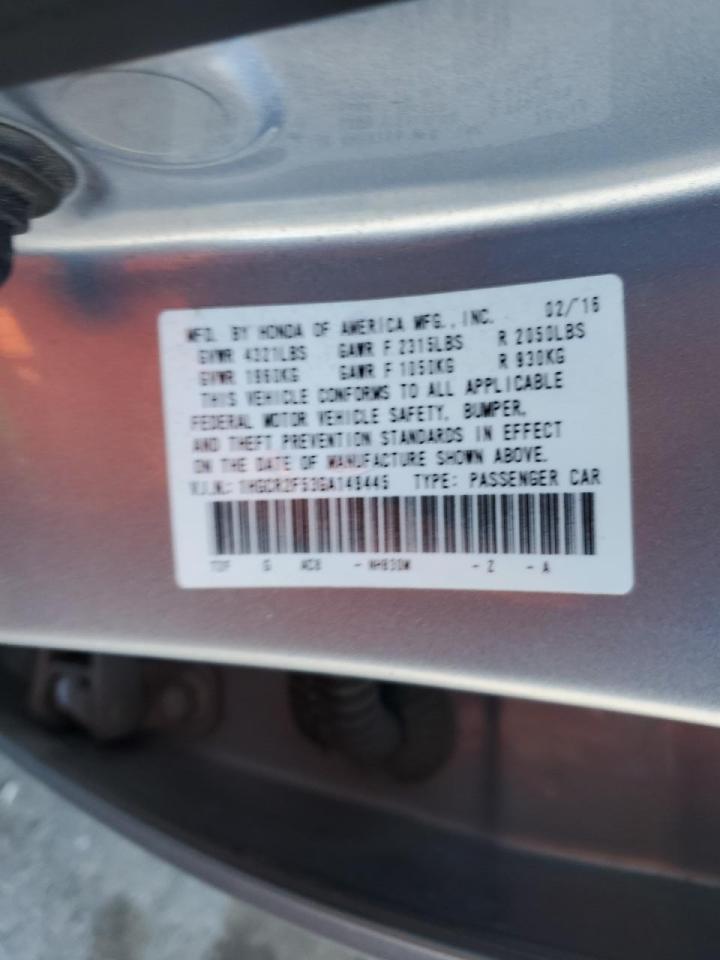 MFD. BY HONDA OF AMERICA MFG., INC. 02/16
GVWR 4321LBS GAWR F 2315LBS R 2050LBS
GVWR 1960KG GAWR F 1050KG R 930KG
THIS VEHICLE CONFORMS TO ALL APPLICABLE
FEDERAL MOTOR VEHICLE SAFETY, BUMPER,
AND THEFT PREVENTION STANDARDS IN EFFECT
ON THE DATE OF MANUFACTURE SHOWN ABOVE.
V.I.N.: TYPE: PASSENGER CAR
G - NH830M - Z - A